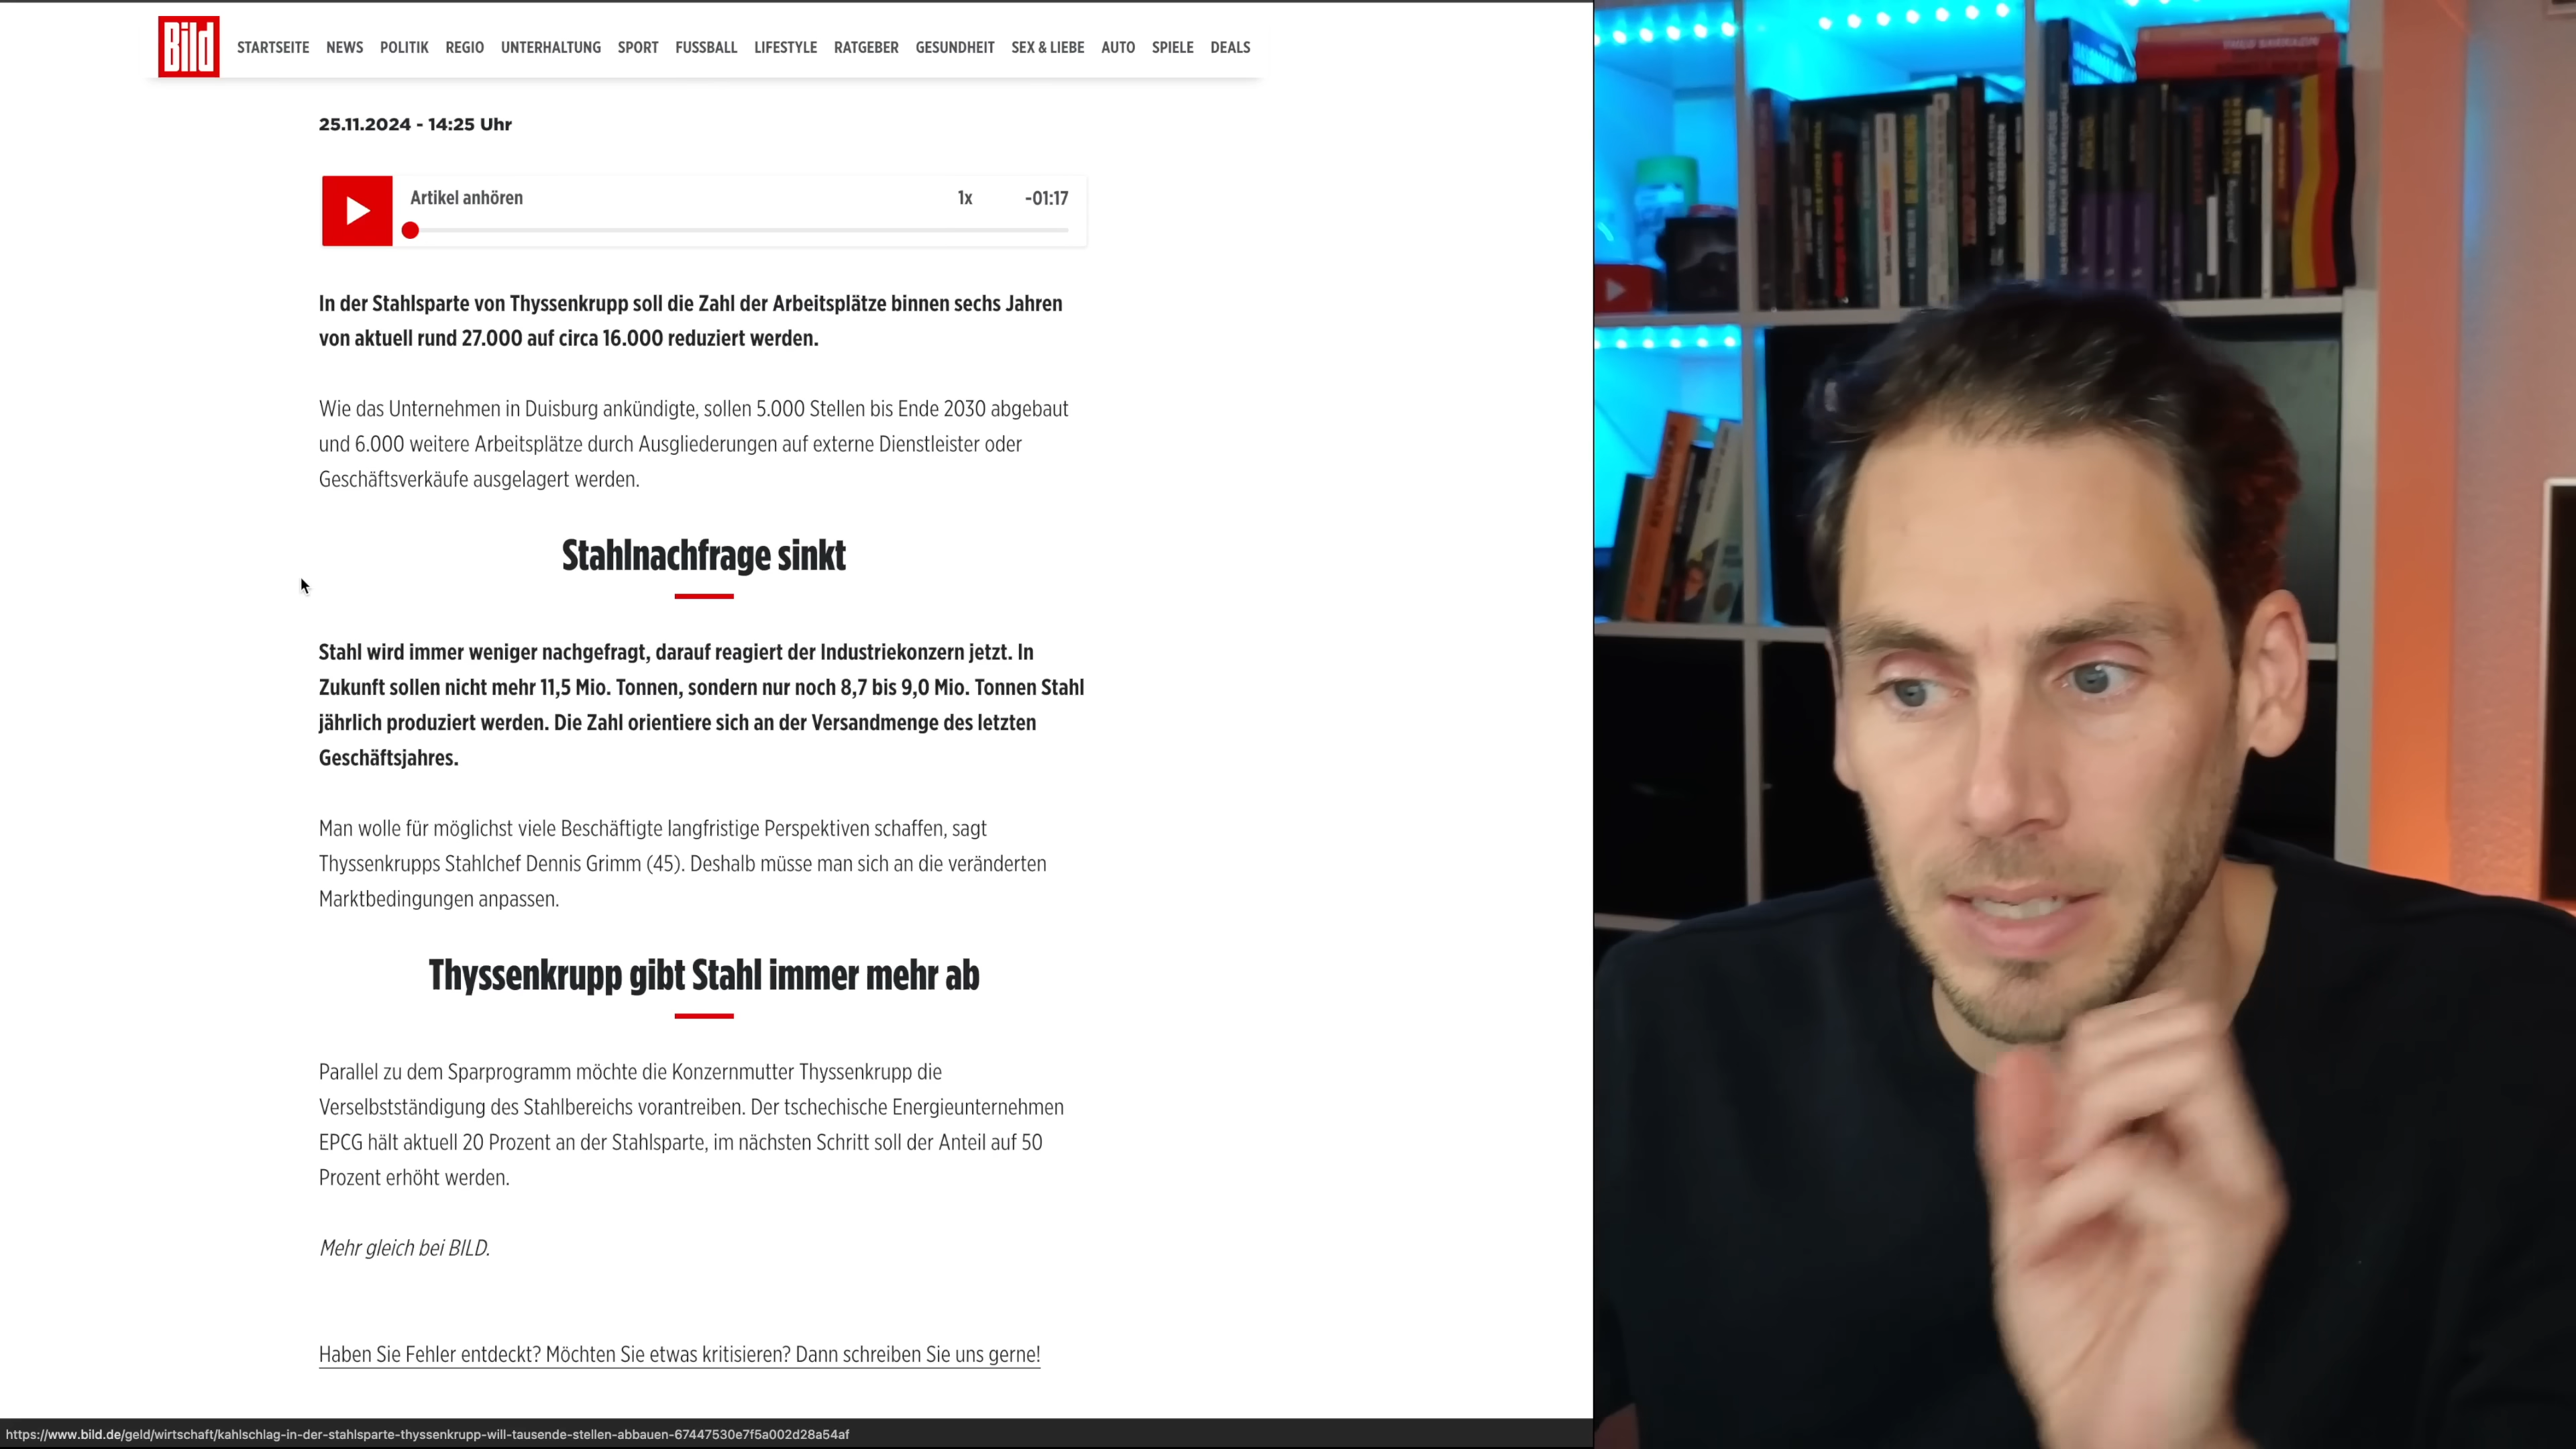 Bild
STARTSEITE NEWS POLITIK REGIO UNTERHALTUNG SPORT FUSSBALL LIFESTYLE RATGEBER GESUNDHEIT SEX & LIEBE AUTO SPIELE DEALS
25.11.2024 - 14:25 Uhr
Artikel anhören 1x -01:17
In der Stahlsparte von Thyssenkrupp soll die Zahl der Arbeitsplätze binnen sechs Jahren
von aktuell rund 27.000 auf circa 16.000 reduziert werden.
Wie das Unternehmen in Duisburg ankündigte, sollen 5.000 Stellen bis Ende 2030 abgebaut
und 6.000 weitere Arbeitsplätze durch Ausgliederungen auf externe Dienstleister oder
Geschäftsverkäufe ausgelagert werden.
Stahlnachfrage sinkt
Stahl wird immer weniger nachgefragt, darauf reagiert der Industriekonzern jetzt. In
Zukunft sollen nicht mehr 11,5 Mio. Tonnen, sondern nur noch 8,7 bis 9,0 Mio. Tonnen Stahl
jährlich produziert werden. Die Zahl orientiere sich an der Versandmenge des letzten
Geschäftsjahres.
Man wolle für möglichst viele Beschäftigte langfristige Perspektiven schaffen, sagt
Thyssenkrupps Stahlchef Dennis Grimm (45). Deshalb müsse man sich an die veränderten
Marktbedingungen anpassen.
Thyssenkrupp gibt Stahl immer mehr ab
Parallel zu dem Sparprogramm möchte die Konzernmutter Thyssenkrupp die
Verselbstständigung des Stahlbereichs vorantreiben. Der tschechische Energieunternehmen
EPCG hält aktuell 20 Prozent an der Stahlsparte, im nächsten Schritt soll der Anteil auf 50
Prozent erhöht werden.
Mehr gleich bei BILD.
Haben Sie Fehler entdeckt? Möchten Sie etwas kritisieren? Dann schreiben Sie uns gerne!
https://www.bild.de/geld/wirtschaft/kahlschlag-in-der-stahlsparte-thyssenkrupp-will-tausende-stellen-abbauen-67447530e7f5a002d28a54af